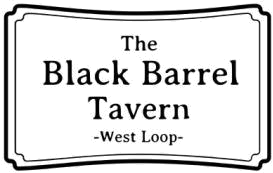 The
Black Barrel
Tavern
-West Loop-